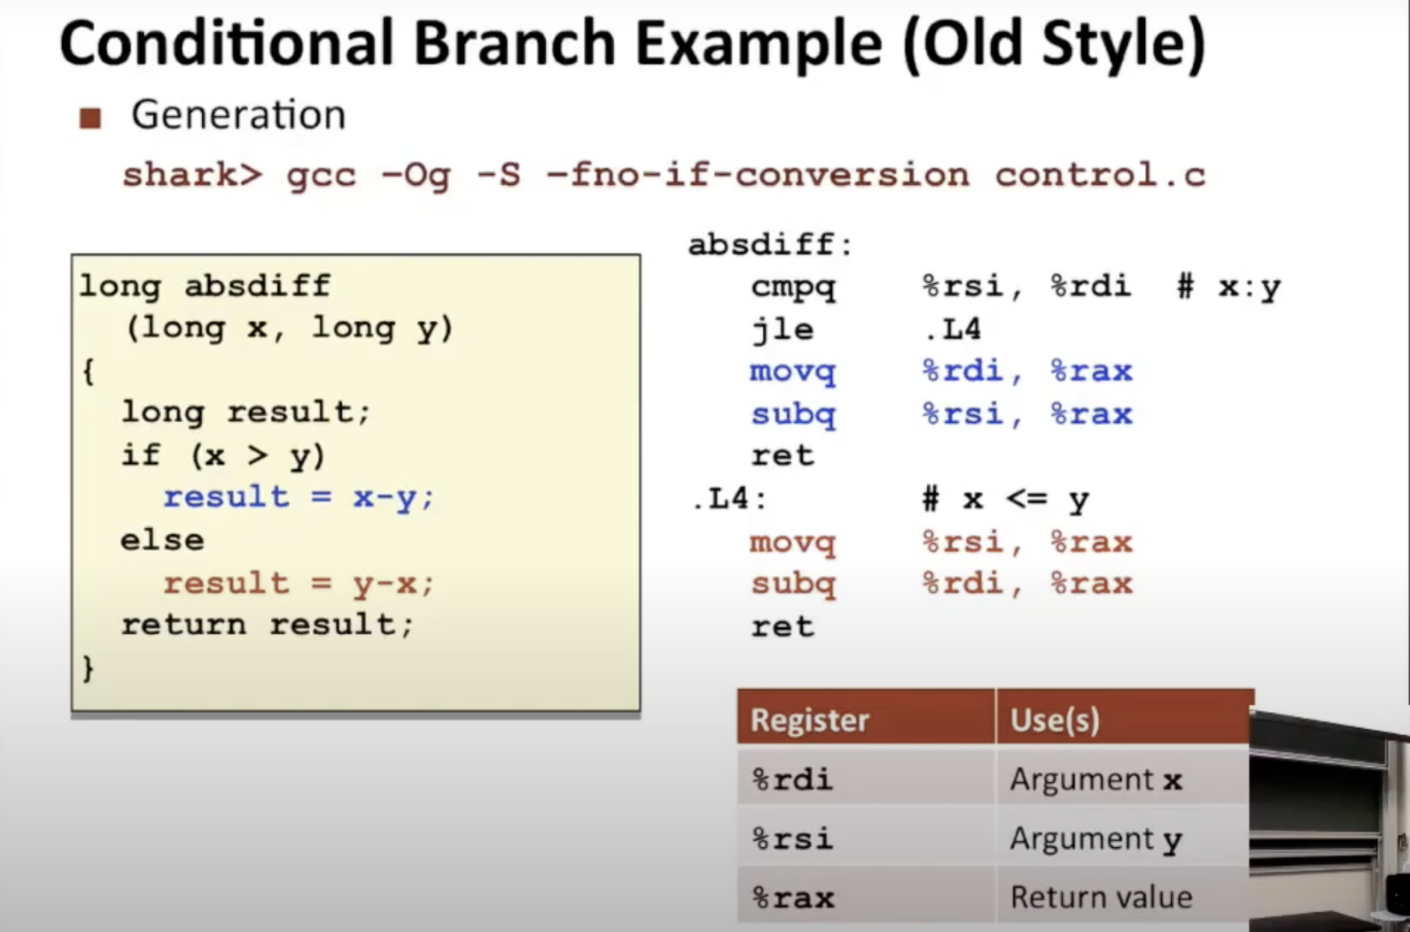 Conditional Branch Example (Old Style)
■ Generation
shark> gcc -Og -S -fno-if-conversion control.c
long absdiff
(long x, long y)
{
long result;
if (x > y)
result = x-y;
else
result = y-x;
return result;
}
absdiff:
cmpq %rsi, %rdi # x:y
jle .L4
movq %rdi, %rax
subq %rsi, %rax
ret
.L4: # x <= y
movq %rsi, %rax
subq %rdi, %rax
ret
Register Use(s)
%rdi Argument x
%rsi Argument y
%rax Return value